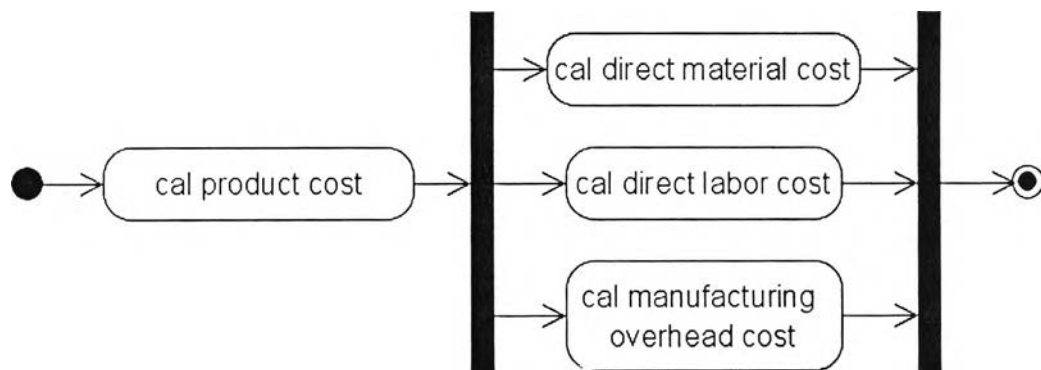 cal direct material cost
cal product cost
cal direct labor cost
cal manufacturing
overhead cost